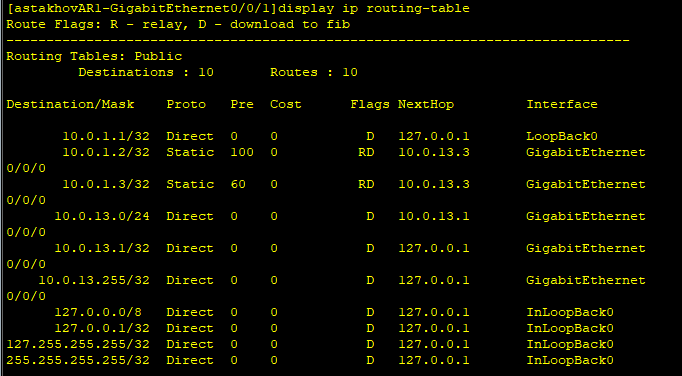 [astakhovAR1-GigabitEthernet0/0/1]display ip routing-table
Route Flags: R - relay, D - download to fib
------------------------------------------------------------------------------
Routing Tables: Public
         Destinations : 10       Routes : 10

Destination/Mask    Proto  Pre  Cost      Flags NextHop         Interface

       10.0.1.1/32  Direct  0    0           D   127.0.0.1       LoopBack0
       10.0.1.2/32  Static  100  0          RD   10.0.13.3       GigabitEthernet
0/0/0
       10.0.1.3/32  Static  60   0          RD   10.0.13.3       GigabitEthernet
0/0/0
      10.0.13.0/24  Direct  0    0           D   10.0.13.1       GigabitEthernet
0/0/0
      10.0.13.1/32  Direct  0    0           D   127.0.0.1       GigabitEthernet
0/0/0
    10.0.13.255/32  Direct  0    0           D   127.0.0.1       GigabitEthernet
0/0/0
      127.0.0.0/8   Direct  0    0           D   127.0.0.1       InLoopBack0
      127.0.0.1/32  Direct  0    0           D   127.0.0.1       InLoopBack0
127.255.255.255/32  Direct  0    0           D   127.0.0.1       InLoopBack0
255.255.255.255/32  Direct  0    0           D   127.0.0.1       InLoopBack0